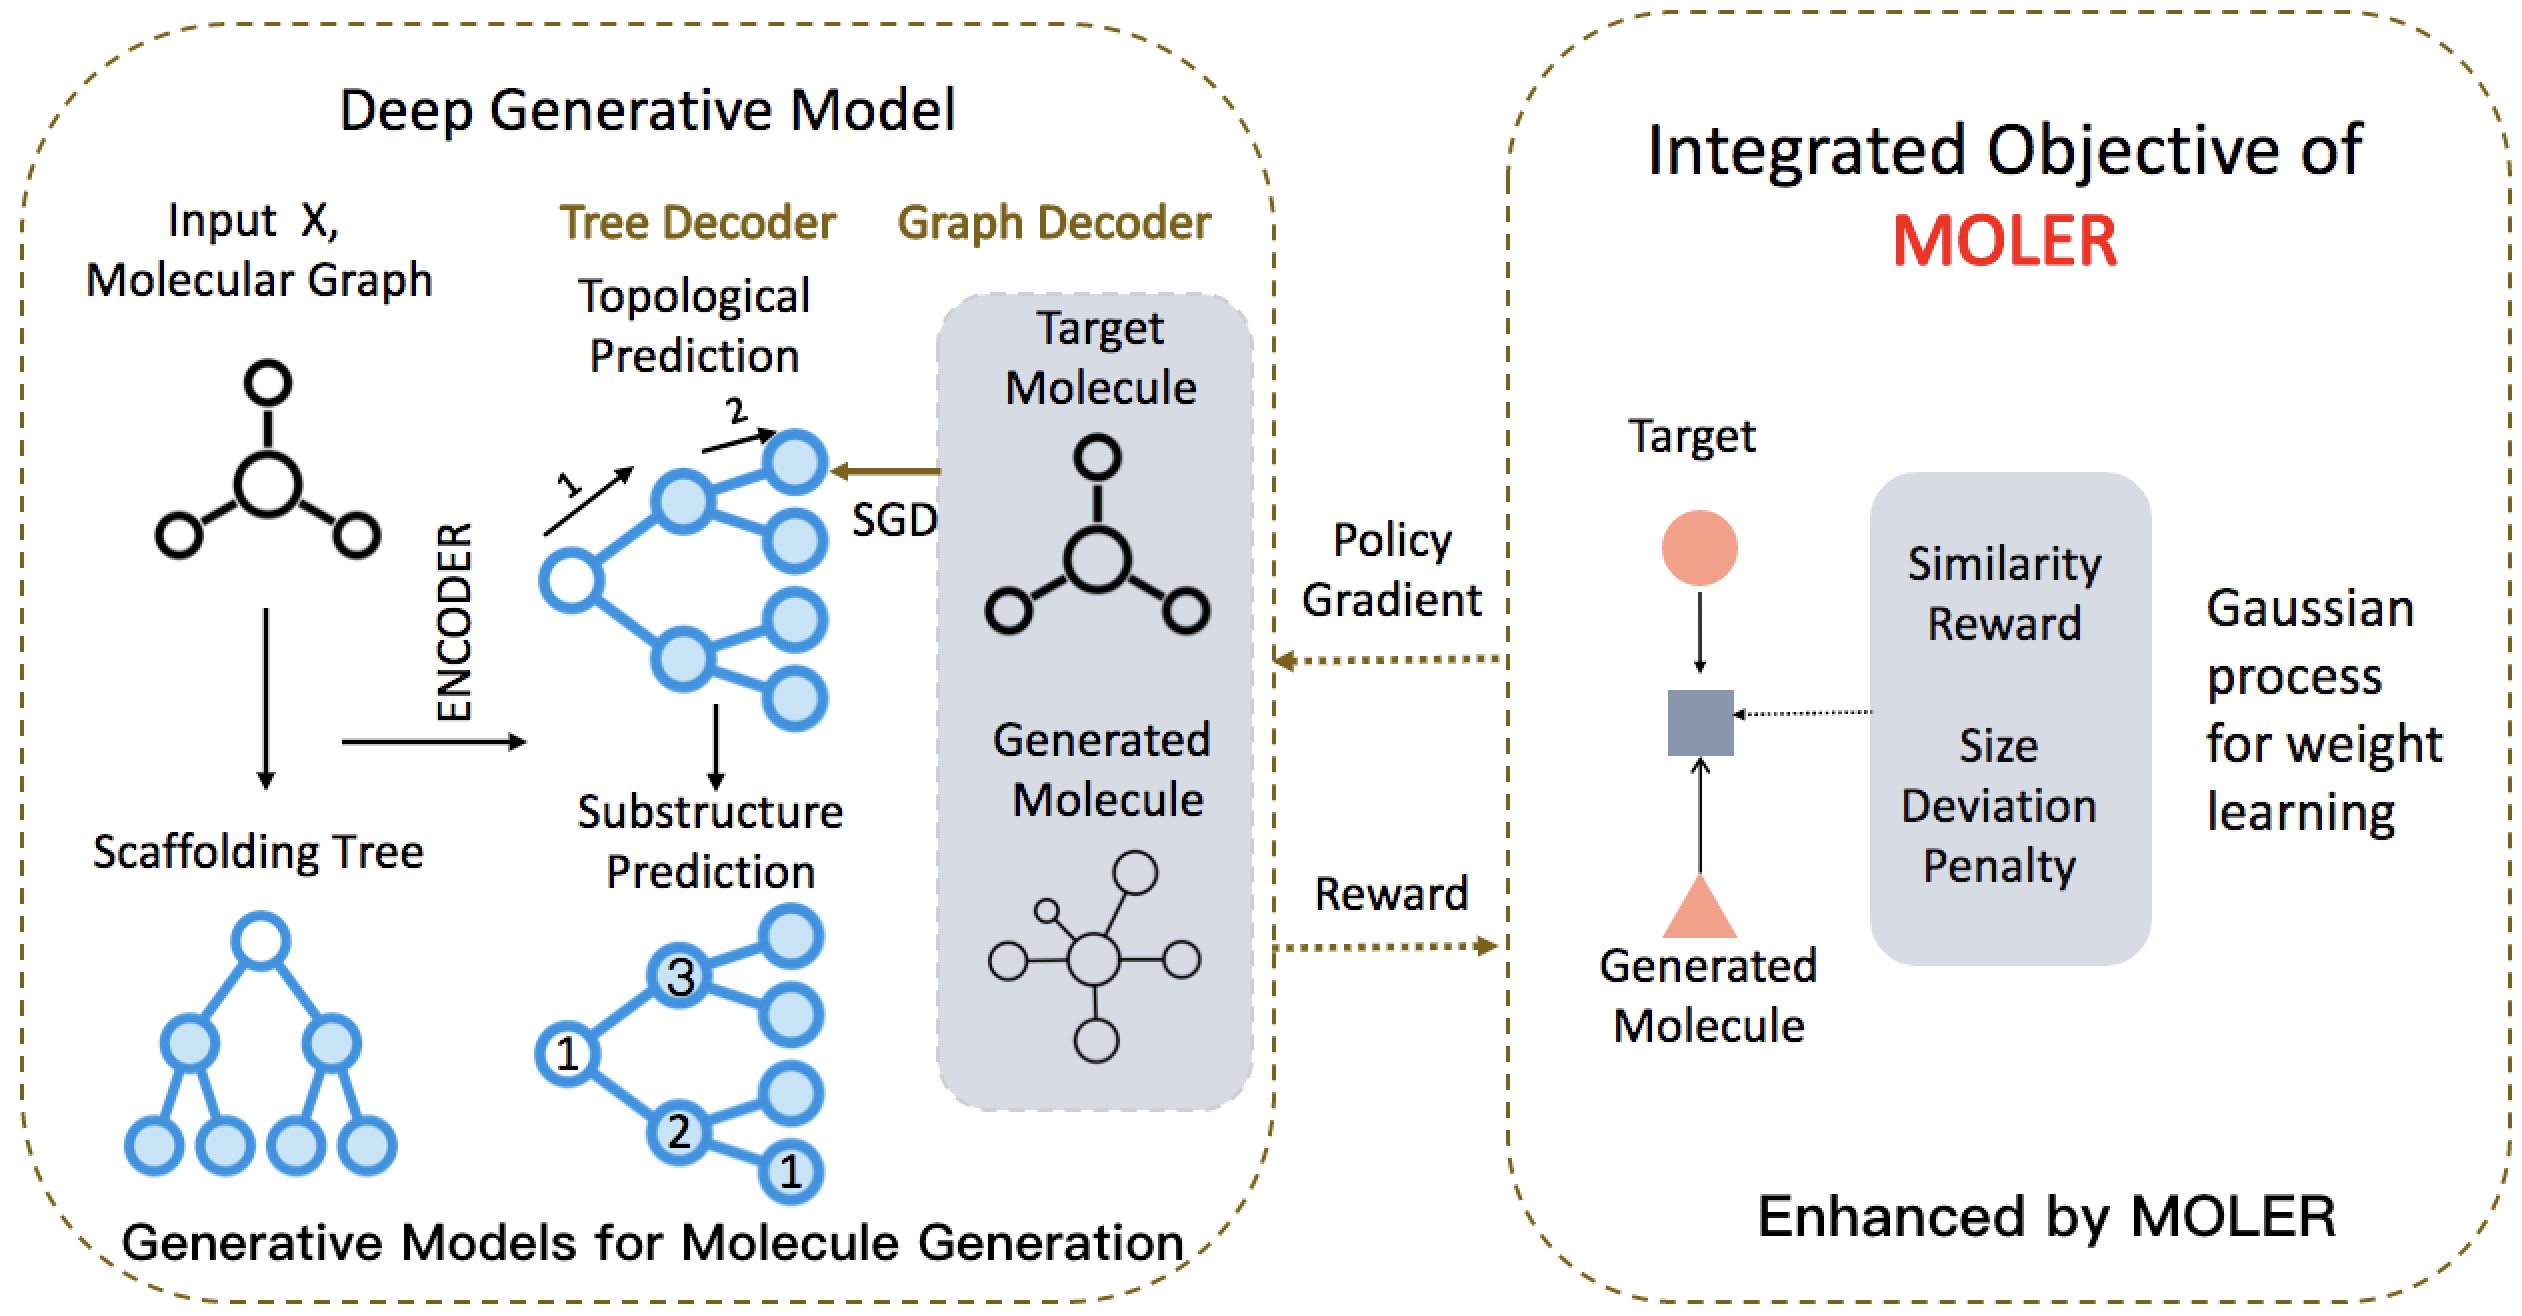 Deep Generative Model
Input X,
Molecular Graph
ENCODER
Scaffolding Tree
Tree Decoder
Topological
Prediction
1
2
SGD
Substructure
Prediction
3
1
2
1
Graph Decoder
Target
Molecule
Generated
Molecule
Generative Models for Molecule Generation
Policy
Gradient
Reward
Integrated Objective of
MOLER
Target
Generated
Molecule
Similarity
Reward
Size
Deviation
Penalty
Gaussian
process
for weight
learning
Enhanced by MOLER